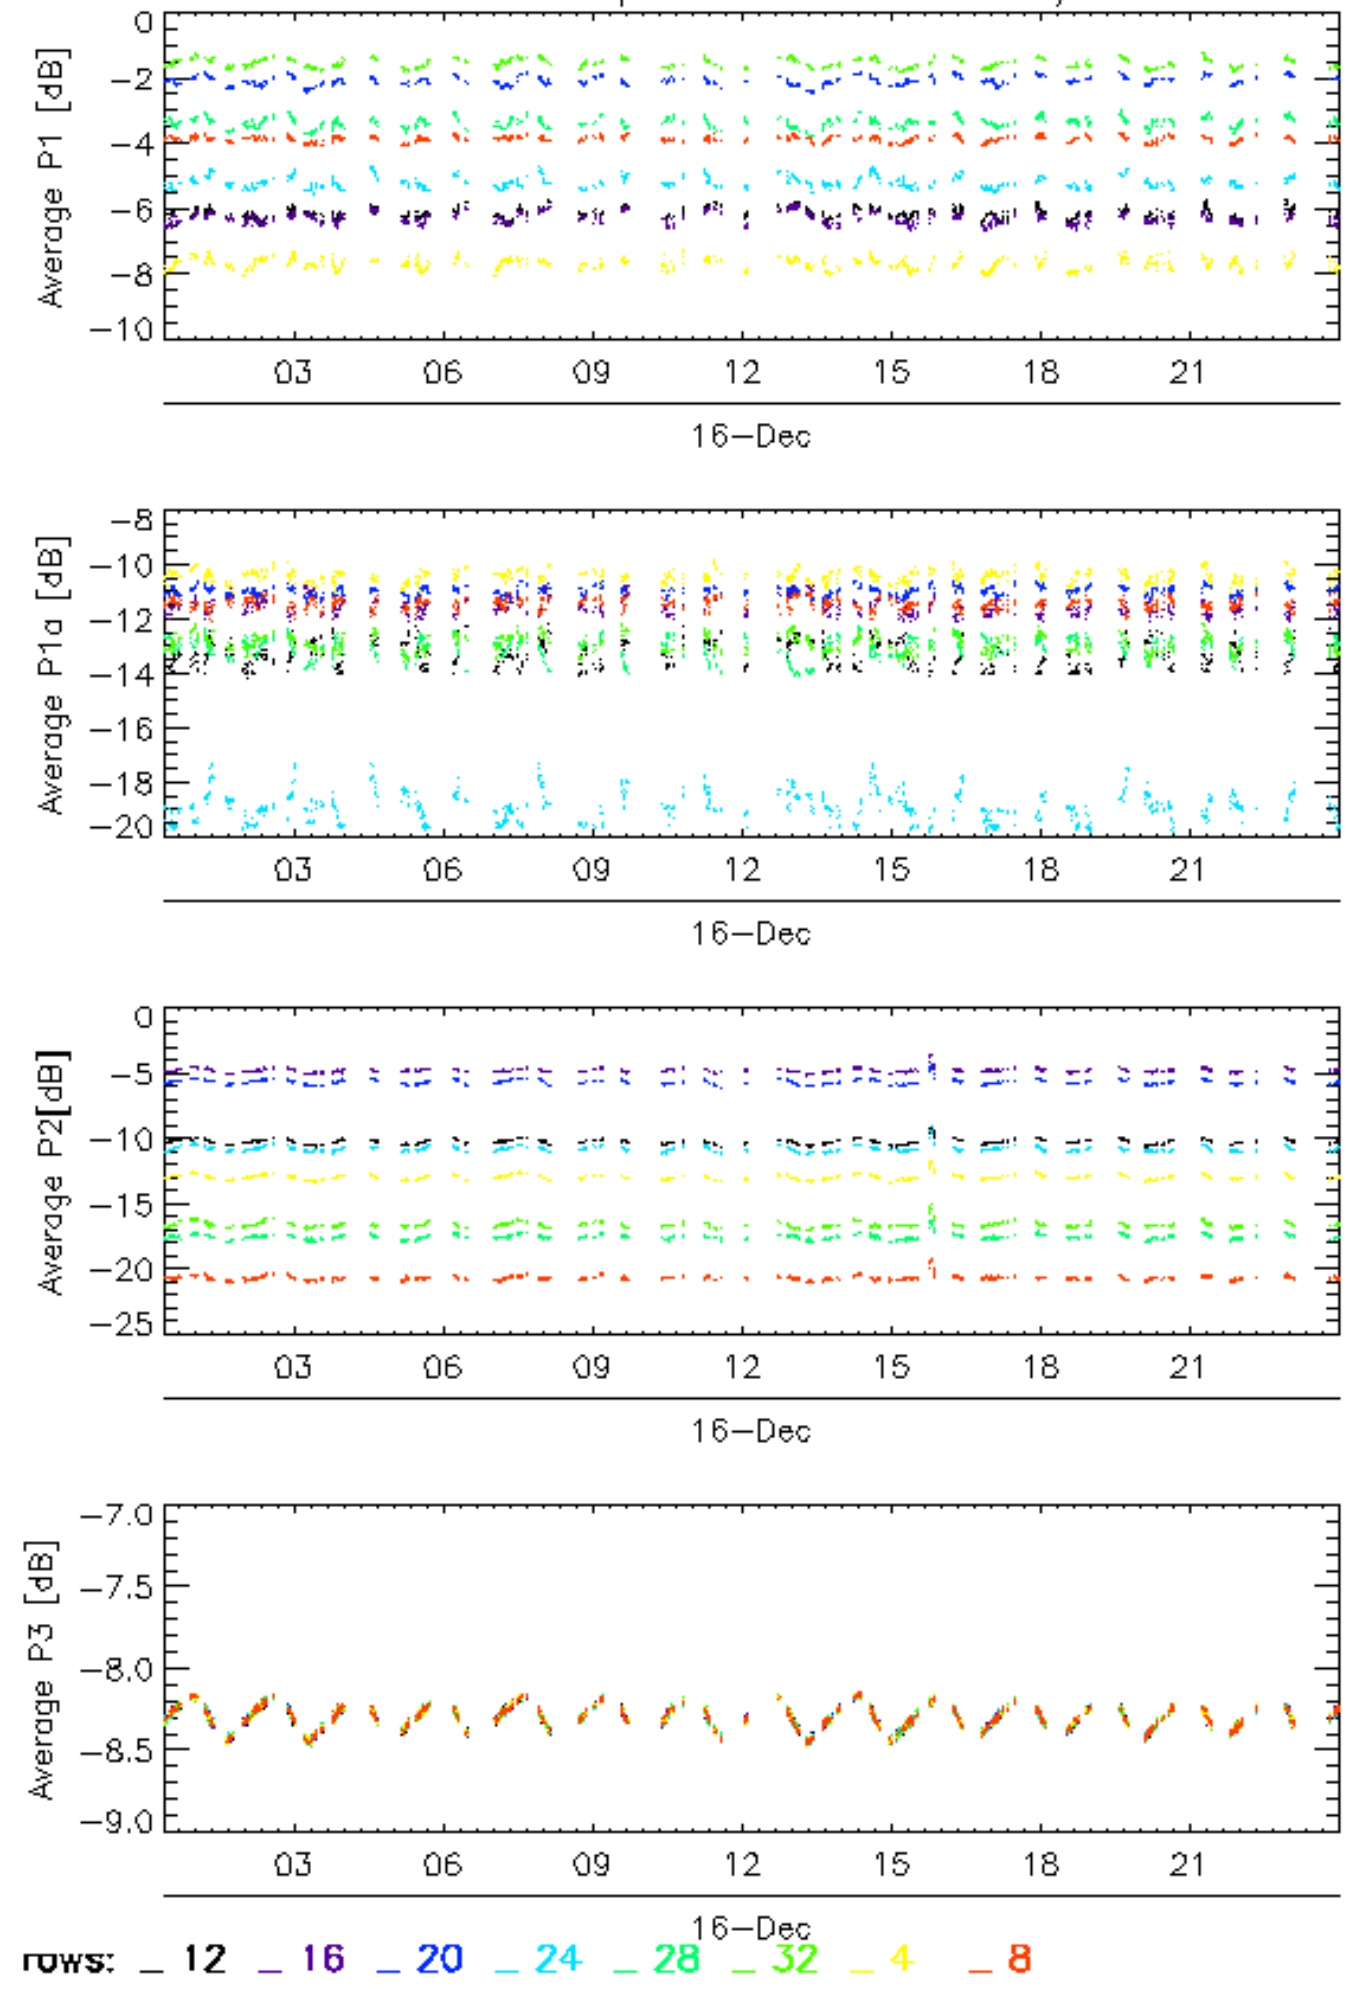 0
−2
−4
−6
−8
−10
Average P1 [dB]
03 06 09 12 15 18 21
16−Dec
−8
−10
−12
−14
−16
−18
−20
Average P1a [dB]
03 06 09 12 15 18 21
16−Dec
0
−5
−10
−15
−20
−25
Average P2[dB]
03 06 09 12 15 18 21
16−Dec
−7.0
−7.5
−8.0
−8.5
−9.0
Average P3 [dB]
03 06 09 12 15 18 21
16−Dec
rows: _ 12 _ 16 _ 20 _ 24 _ 28 _ 32 _ 4 _ 8